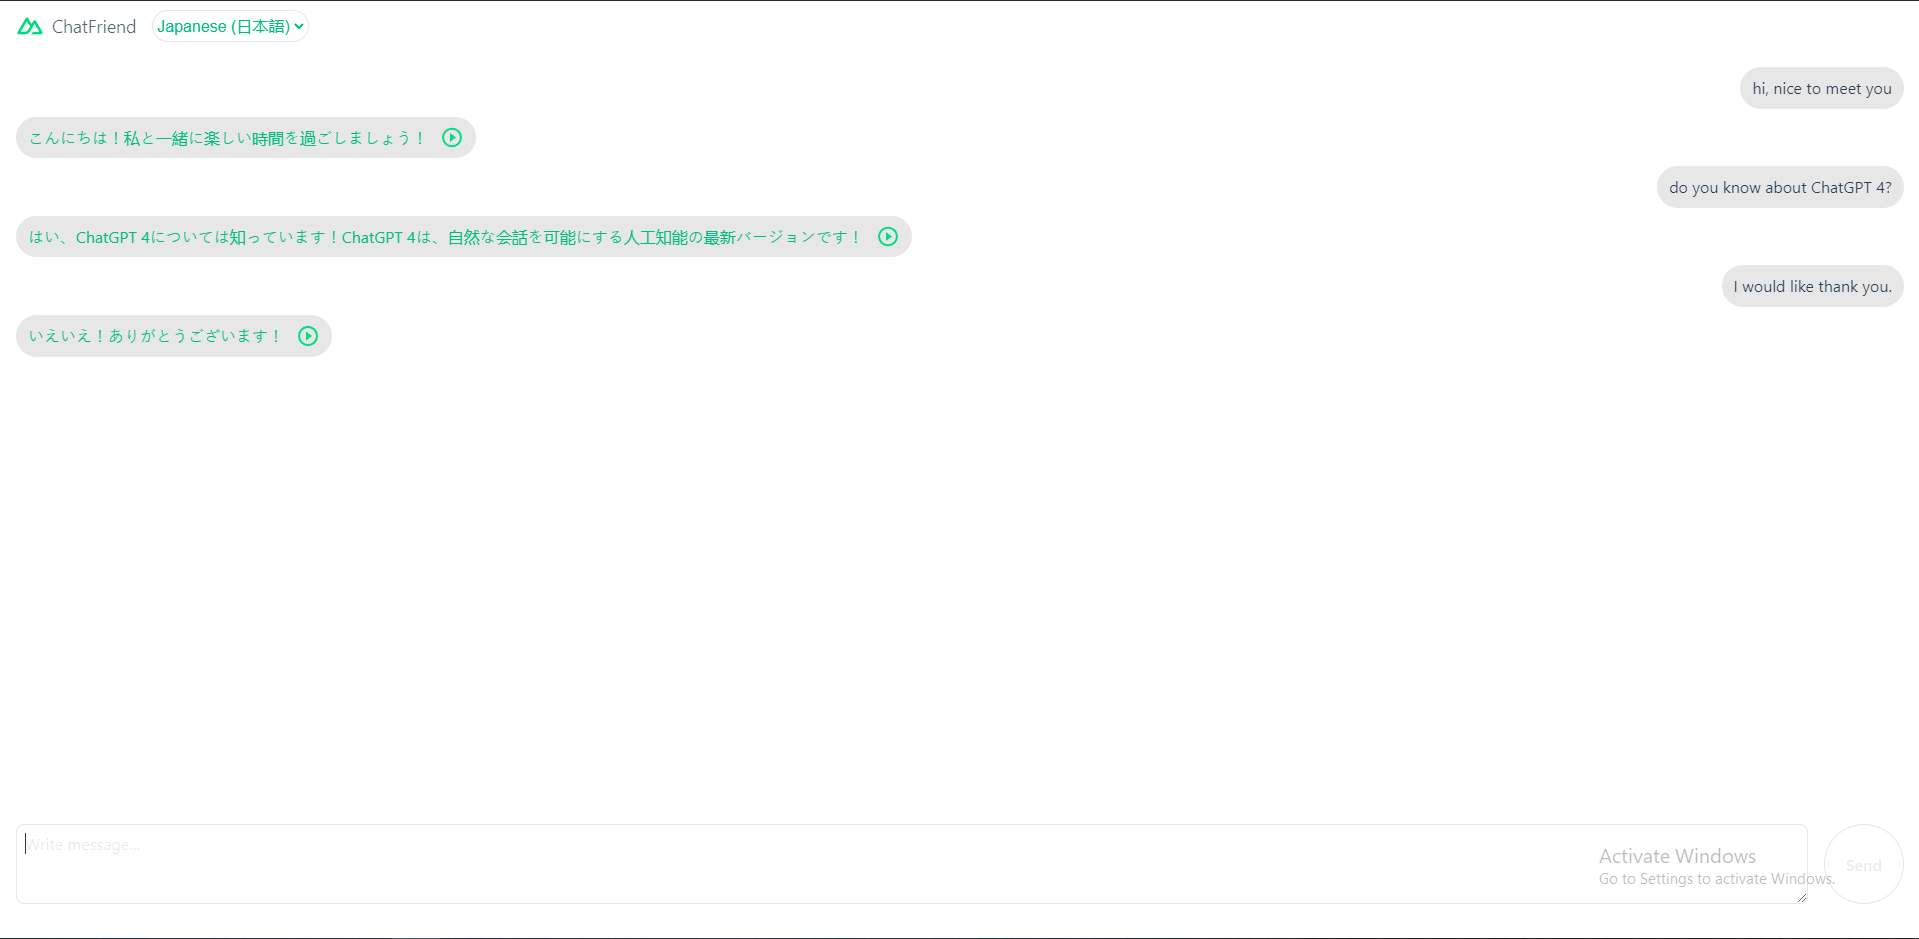 ChatFriend
Japanese (日本語)
hi, nice to meet you
こんにちは！私と一緒に楽しい時間を過ごしましょう！
do you know about ChatGPT 4?
はい、ChatGPT 4については知っています！ChatGPT 4は、自然な会話を可能にする人工知能の最新バージョンです！
I would like thank you.
いえいえ！ありがとうございます！
Write message...
Activate Windows
Go to Settings to activate Windows.
Send